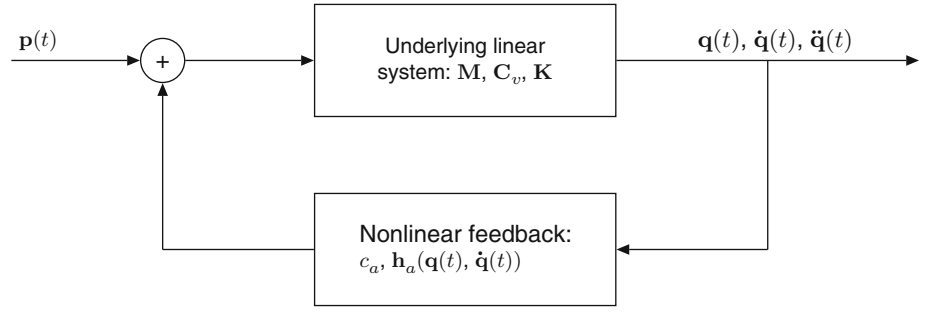 p(t)
+
Underlying linear
system: M, C_v, K
q(t), q̇(t), q̈(t)
Nonlinear feedback:
c_a, h_a(q(t), q̇(t))